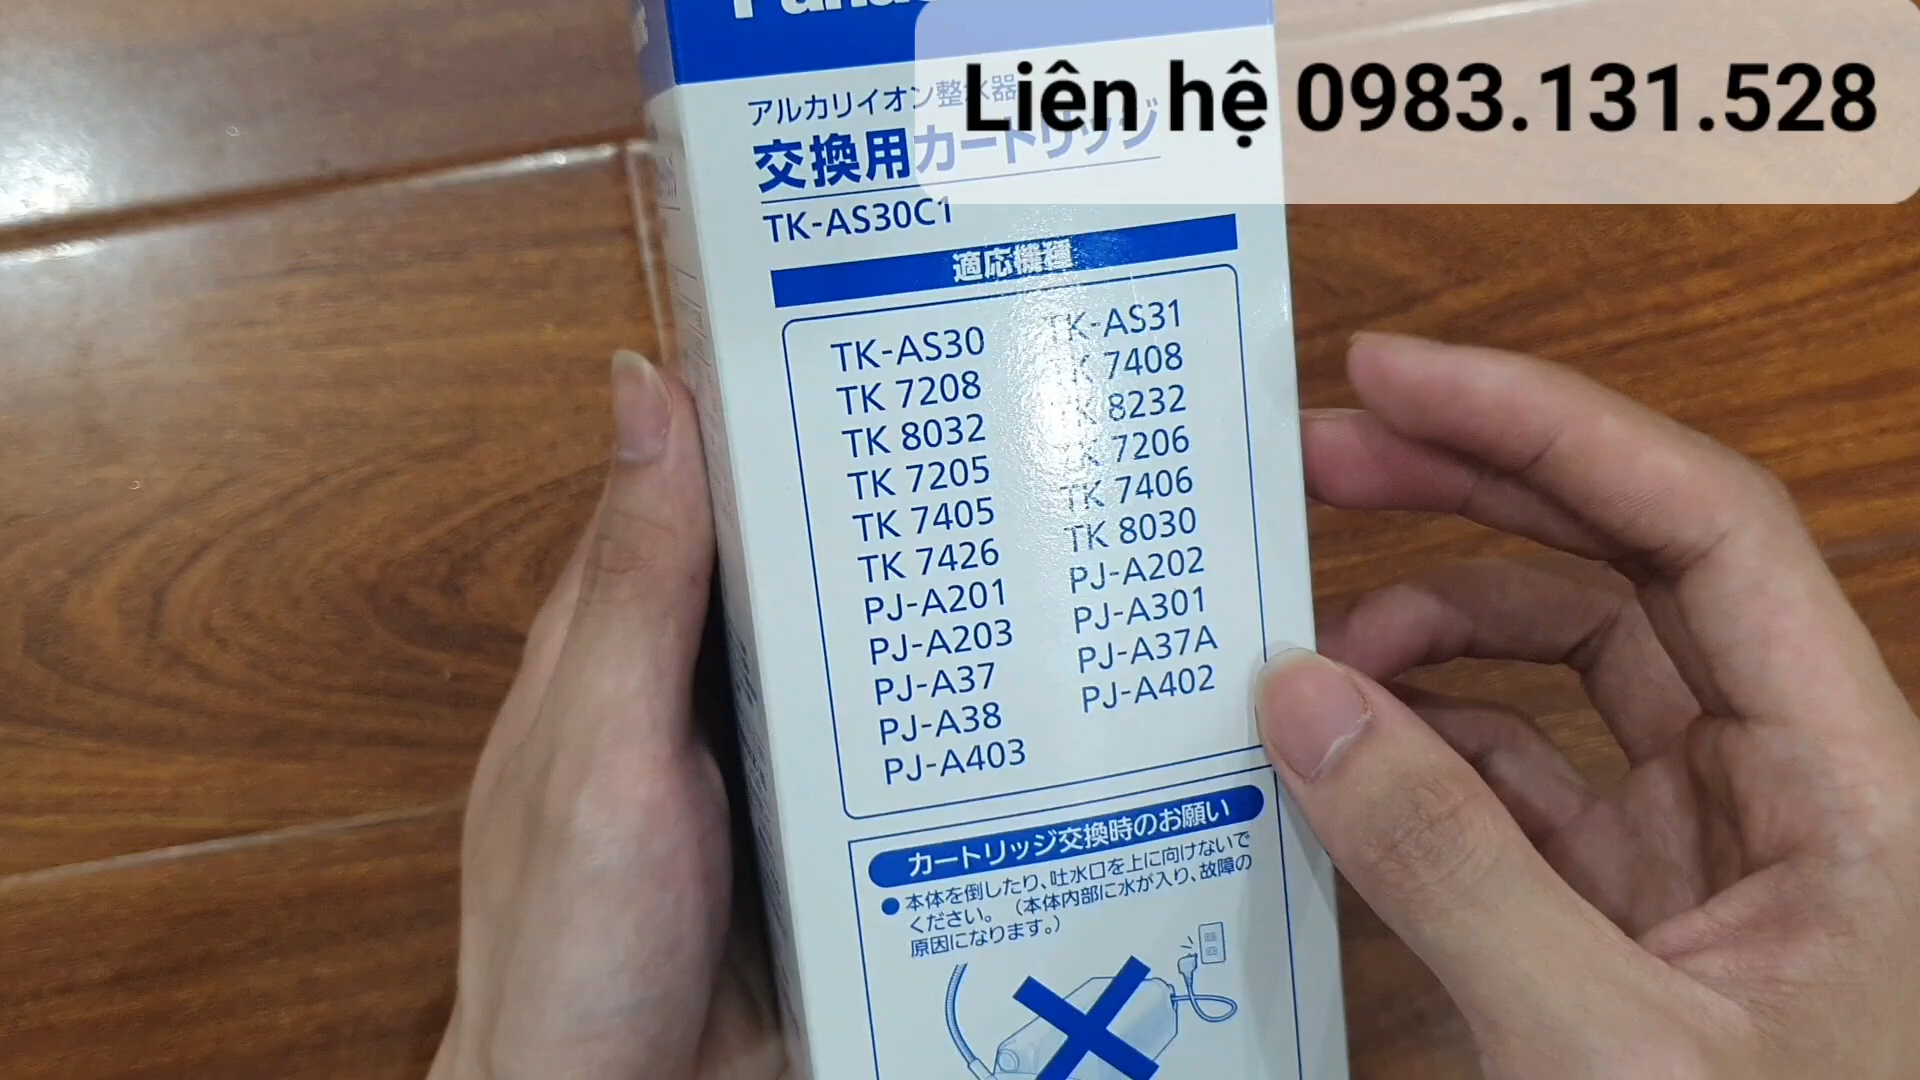 Liên hệ 0983.131.528
アルカリイオン整水器
交換用カートリッジ
TK-AS30C1
適応機種
TK-AS30 TK-AS31
TK 7208 TK 7408
TK 8032 TK 8232
TK 7205 TK 7206
TK 7405 TK 7406
TK 7426 TK 8030
PJ-A201 PJ-A202
PJ-A203 PJ-A301
PJ-A37 PJ-A37A
PJ-A38 PJ-A402
PJ-A403
カートリッジ交換時のお願い
●本体を倒したり、吐水口を上に向けないで
ください。（本体内部に水が入り、故障の
原因になります。）